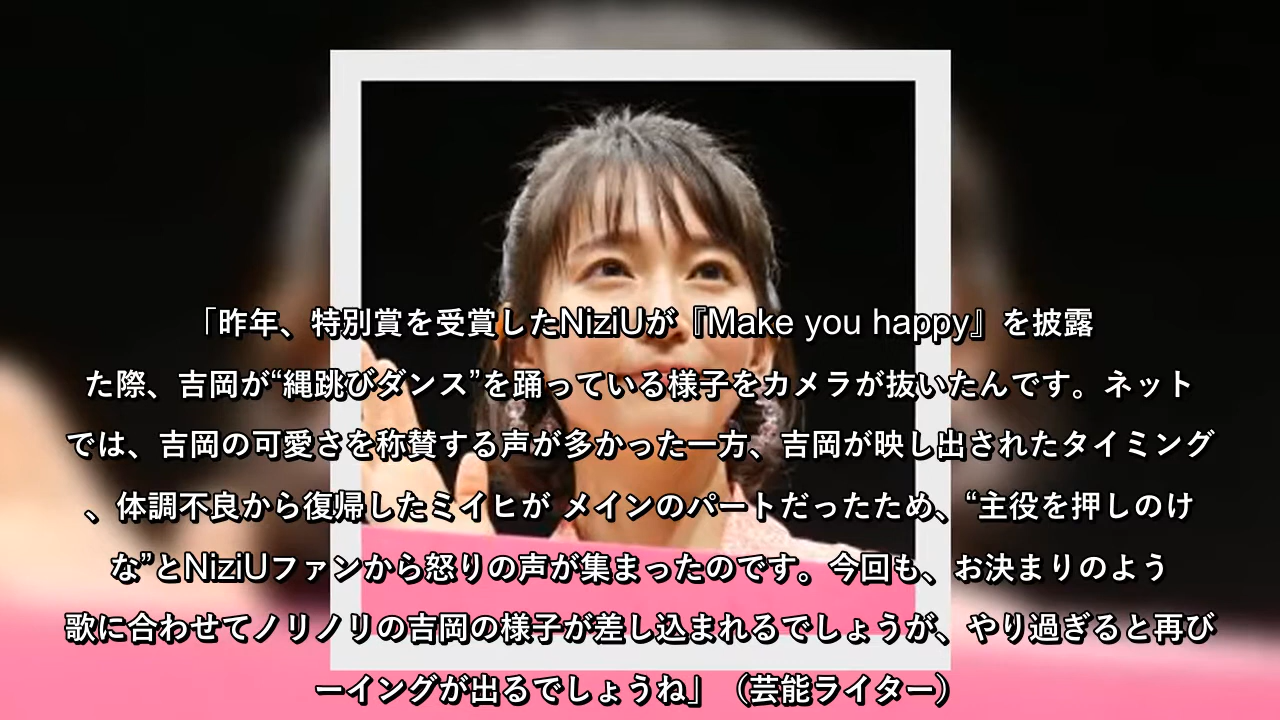 「昨年、特別賞を受賞したNiziUが『Make you happy』を披露
た際、吉岡が“縄跳びダンス”を踊っている様子をカメラが抜いたんです。ネット
では、吉岡の可愛さを称賛する声が多かった一方、吉岡が映し出されたタイミング
、体調不良から復帰したミイヒが メインのパートだったため、“主役を押しのけ
な”とNiziUファンから怒りの声が集まったのです。今回も、お決まりのよう
歌に合わせてノリノリの吉岡の様子が差し込まれるでしょうが、やり過ぎると再び
ーイングが出るでしょうね」（芸能ライター）